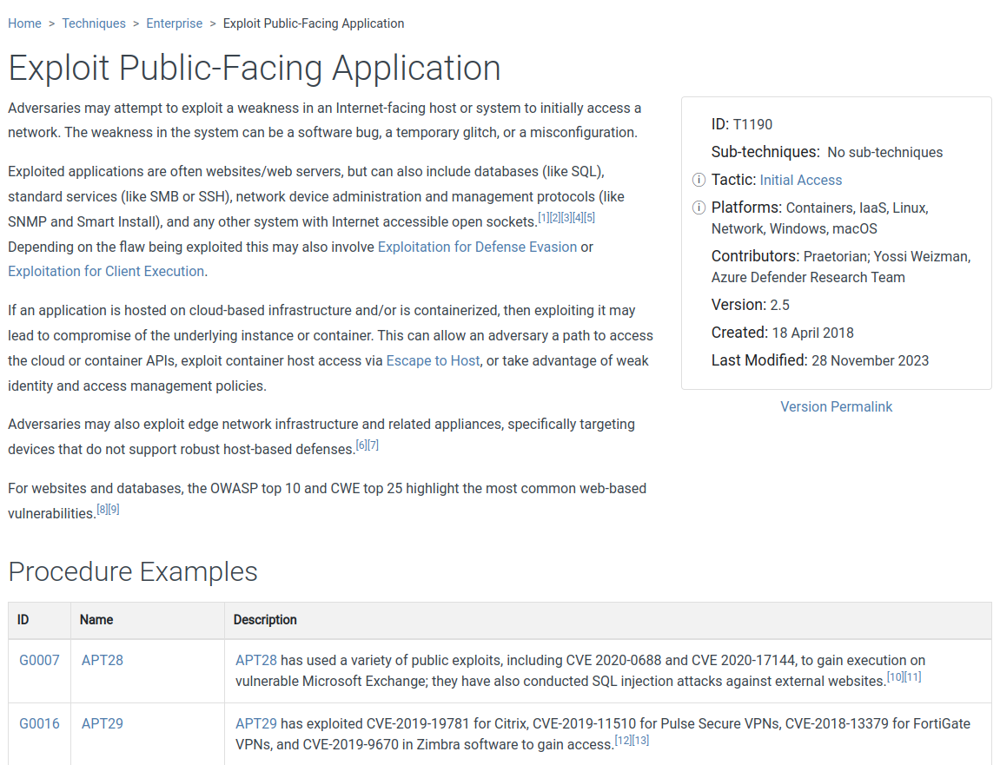 Home > Techniques > Enterprise > Exploit Public-Facing Application
Exploit Public-Facing Application
Adversaries may attempt to exploit a weakness in an Internet-facing host or system to initially access a
network. The weakness in the system can be a software bug, a temporary glitch, or a misconfiguration.
Exploited applications are often websites/web servers, but can also include databases (like SQL),
standard services (like SMB or SSH), network device administration and management protocols (like
SNMP and Smart Install), and any other system with Internet accessible open sockets.[1][2][3][4][5]
Depending on the flaw being exploited this may also involve Exploitation for Defense Evasion or
Exploitation for Client Execution.
If an application is hosted on cloud-based infrastructure and/or is containerized, then exploiting it may
lead to compromise of the underlying instance or container. This can allow an adversary a path to access
the cloud or container APIs, exploit container host access via Escape to Host, or take advantage of weak
identity and access management policies.
Adversaries may also exploit edge network infrastructure and related appliances, specifically targeting
devices that do not support robust host-based defenses.[6][7]
For websites and databases, the OWASP top 10 and CWE top 25 highlight the most common web-based
vulnerabilities.[8][9]
ID: T1190
Sub-techniques: No sub-techniques
Tactic: Initial Access
Platforms: Containers, IaaS, Linux,
Network, Windows, macOS
Contributors: Praetorian; Yossi Weizman,
Azure Defender Research Team
Version: 2.5
Created: 18 April 2018
Last Modified: 28 November 2023
Version Permalink
Procedure Examples
ID Name Description
G0007 APT28 APT28 has used a variety of public exploits, including CVE 2020-0688 and CVE 2020-17144, to gain execution on
vulnerable Microsoft Exchange; they have also conducted SQL injection attacks against external websites.[10][11]
G0016 APT29 APT29 has exploited CVE-2019-19781 for Citrix, CVE-2019-11510 for Pulse Secure VPNs, CVE-2018-13379 for FortiGate
VPNs, and CVE-2019-9670 in Zimbra software to gain access.[12][13]